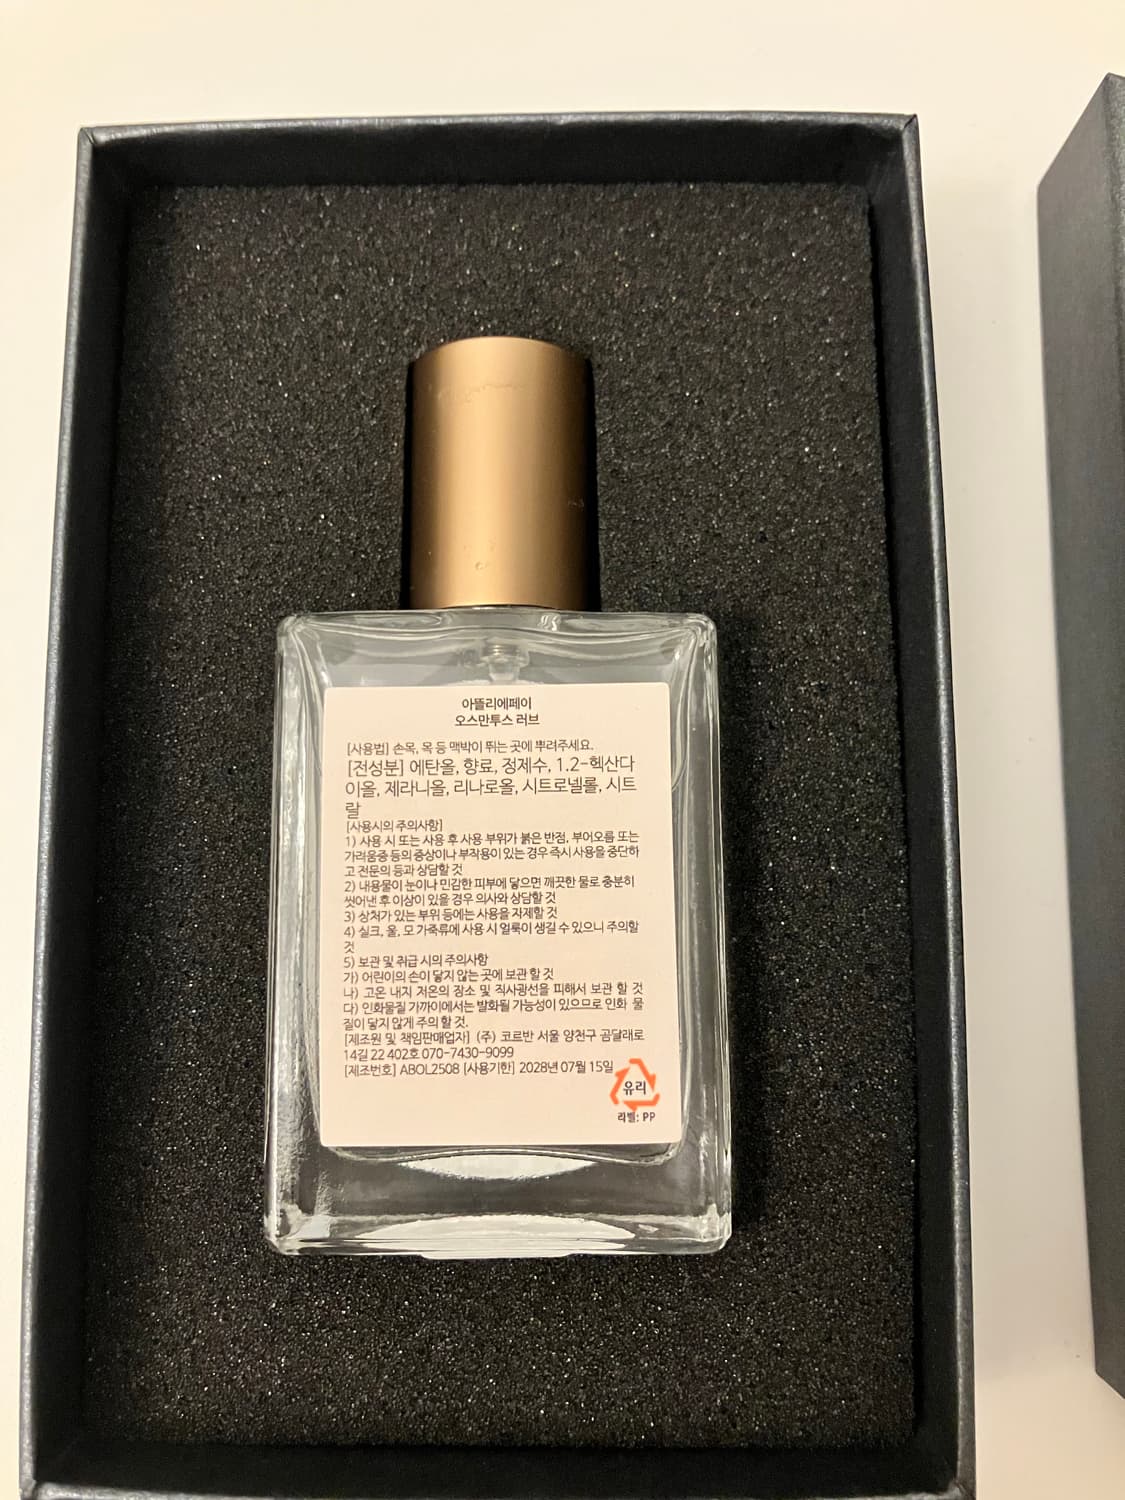 아뜰리에페이
오스만투스 러브
[사용법] 손목, 목 등 맥박이 뛰는 곳에 뿌려주세요.
[전성분] 에탄올, 향료, 정제수, 1.2-헥산다
이올, 제라니올, 리나로올, 시트로넬롤, 시트
랄
[사용시의 주의사항]
1) 사용 시 또는 사용 후 사용 부위가 붉은 반점, 부어오름 또는
가려움증 등의 증상이나 부작용이 있는 경우 즉시 사용을 중단하
고 전문의 등과 상담할 것
2) 내용물이 눈이나 민감한 피부에 닿으면 깨끗한 물로 충분히
씻어낸 후 이상이 있을 경우 의사와 상담할 것
3) 상처가 있는 부위 등에는 사용을 자제할 것
4) 실크, 울, 모 가죽류에 사용 시 얼룩이 생길 수 있으니 주의할
것
5) 보관 및 취급 시의 주의사항
가) 어린이의 손이 닿지 않는 곳에 보관 할 것
나) 고온 내지 저온의 장소 및 직사광선을 피해서 보관 할 것
다) 인화물질 가까이에서는 발화될 가능성이 있으므로 인화 물
질이 닿지 않게 주의 할 것.
[제조원 및 책임판매업자] (주) 코르반 서울 양천구 곰달래로
14길 22 402호 070-7430-9099
[제조번호] ABOL2508 [사용기한] 2028년 07월 15일
유리
라벨: PP